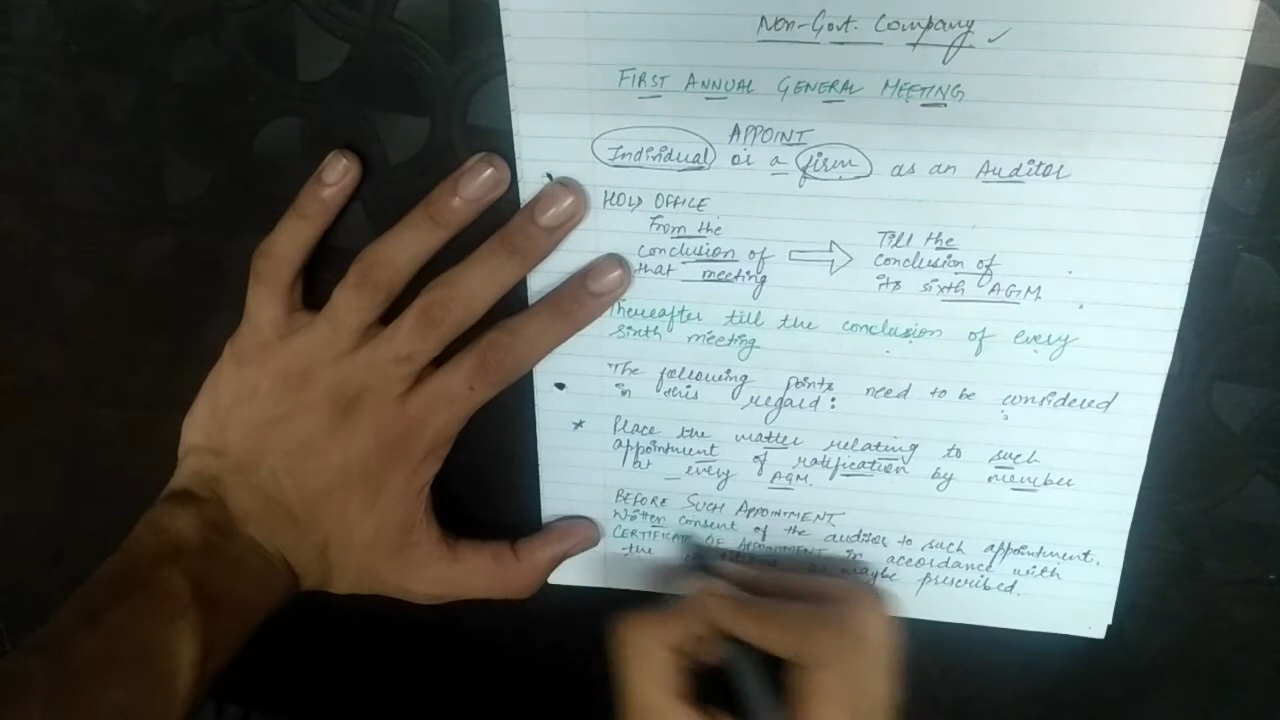 Non-Govt. Company
FIRST ANNUAL GENERAL MEETING
APPOINT
Individual or a firm as an Auditor
HOLD OFFICE
From the
conclusion of
that meeting
Till the
conclusion of
its sixth AGM.
Thereafter till the conclusion of every
sixth meeting
The following points need to be considered
in this regard:
* Place the matter relating to such
appointment of ratification by member
at every AGM.
BEFORE SUCH APPOINTMENT
Written consent of the auditor to such appointment.
CERTIFICATE OF APPOINTMENT in accordance with
the maybe prescribed.